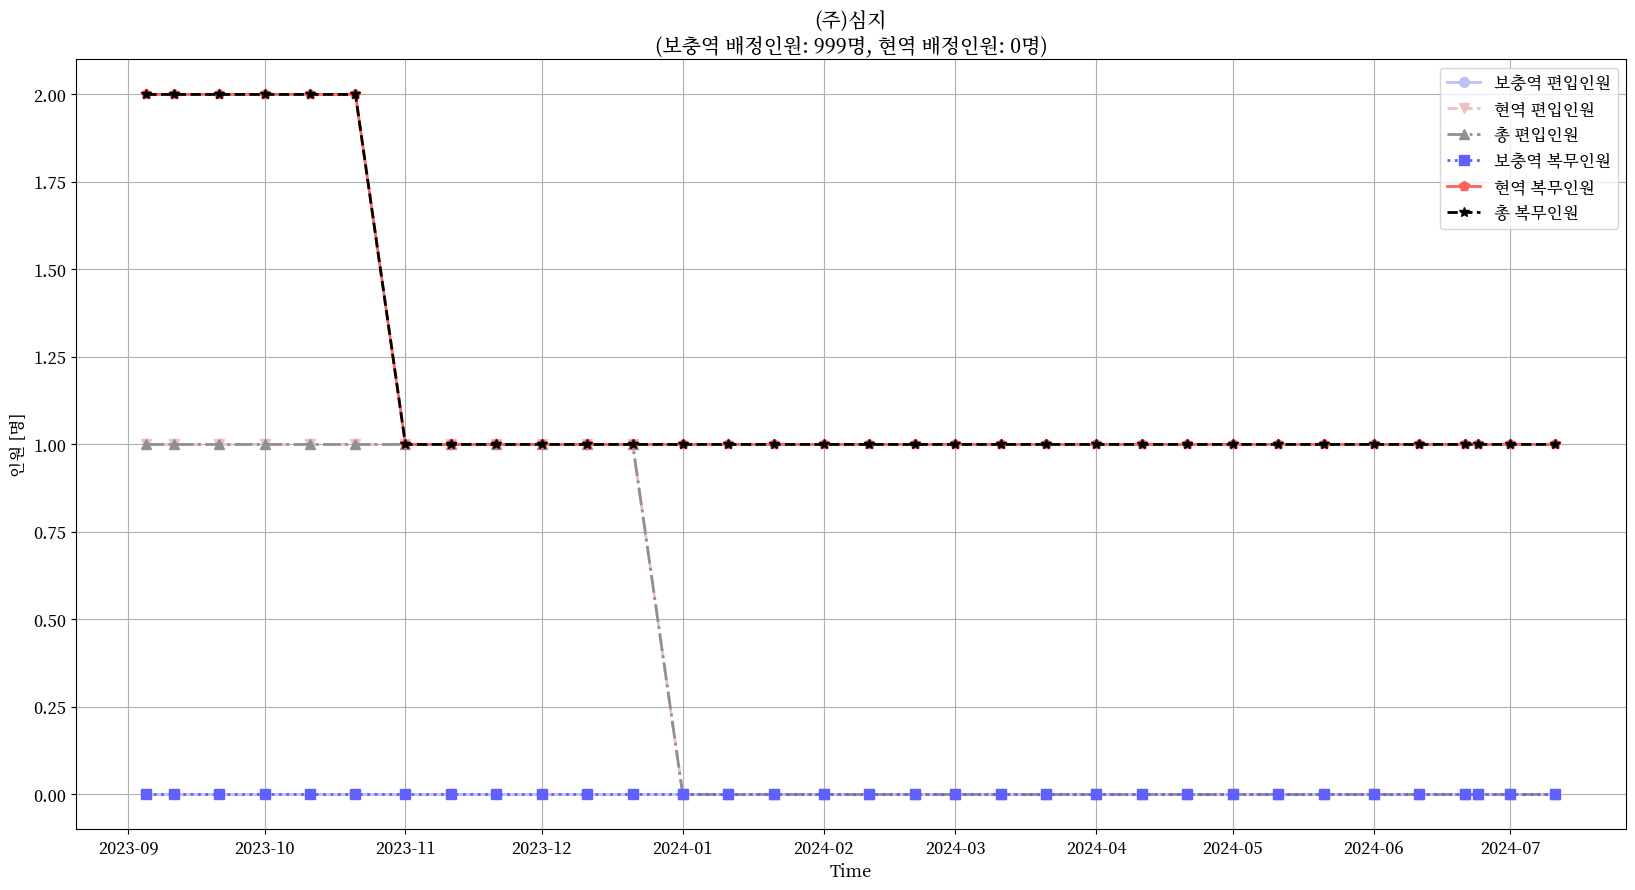 (주)심지
(보충역 배정인원: 999명, 현역 배정인원: 0명)
보충역 편입인원
현역 편입인원
총 편입인원
보충역 복무인원
현역 복무인원
총 복무인원
인원 [명]
2.00
1.75
1.50
1.25
1.00
0.75
0.50
0.25
0.00
2023-09 2023-10 2023-11 2023-12 2024-01 2024-02 2024-03 2024-04 2024-05 2024-06 2024-07
Time